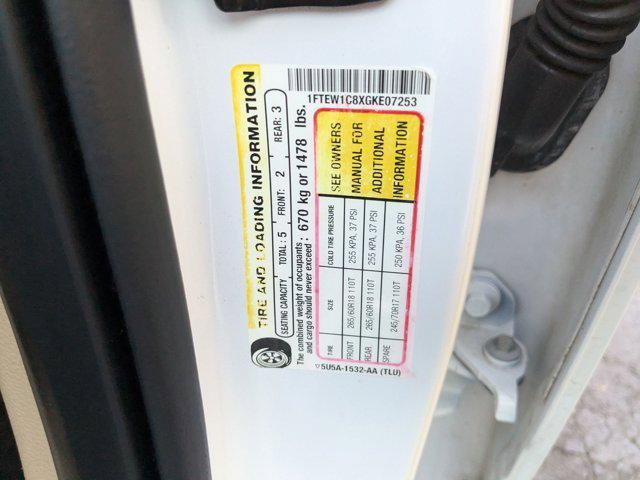 1FTEW1C8XGKE07253
TIRE AND LOADING INFORMATION
SEATING CAPACITY TOTAL: 5 FRONT: 2 REAR: 3
The combined weight of occupants
and cargo should never exceed : 670 kg or 1478 lbs.
TIRE SIZE COLD TIRE PRESSURE
FRONT 265/60R18 110T 255 KPA, 37 PSI
REAR 265/60R18 110T 255 KPA, 37 PSI
SPARE 245/70R17 110T 250 KPA, 36 PSI
SEE OWNERS
MANUAL FOR
ADDITIONAL
INFORMATION
5U5A-1532-AA (TLU)